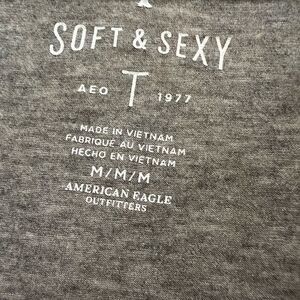 SOFT & SEXY
AEO T 1977
MADE IN VIETNAM
FABRIQUÉ AU VIETNAM
HECHO EN VIETNAM
M/M/M
AMERICAN EAGLE
OUTFITTERS